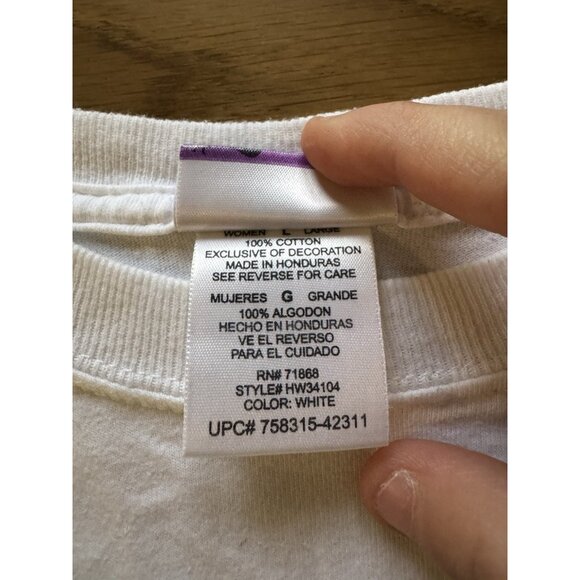 WOMEN L LARGE
100% COTTON
EXCLUSIVE OF DECORATION
MADE IN HONDURAS
SEE REVERSE FOR CARE
MUJERES G GRANDE
100% ALGODON
HECHO EN HONDURAS
VE EL REVERSO
PARA EL CUIDADO
RN# 71868
STYLE# HW34104
COLOR: WHITE
UPC# 758315-42311